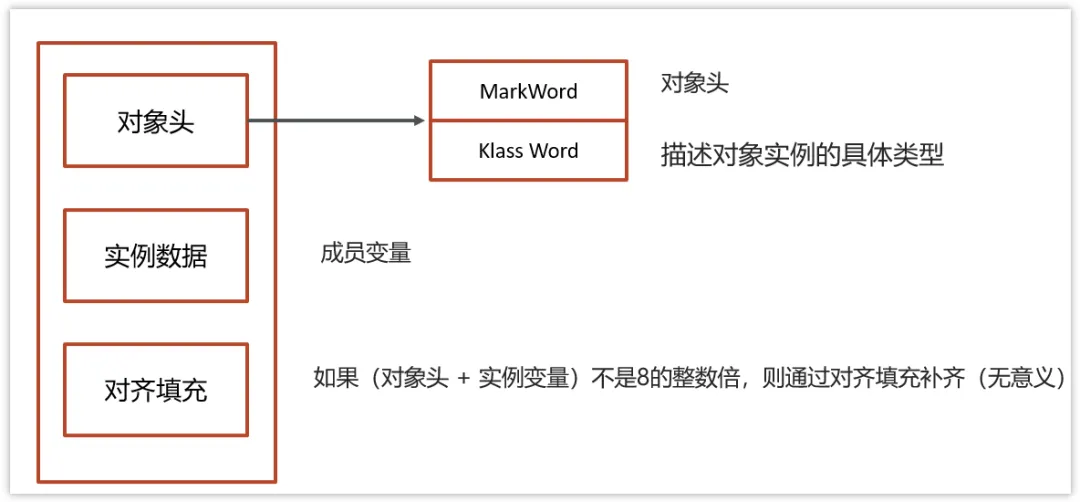 对象头
MarkWord
对象头
Klass Word
描述对象实例的具体类型
实例数据
成员变量
对齐填充
如果（对象头 + 实例变量）不是8的整数倍，则通过对齐填充补齐（无意义）